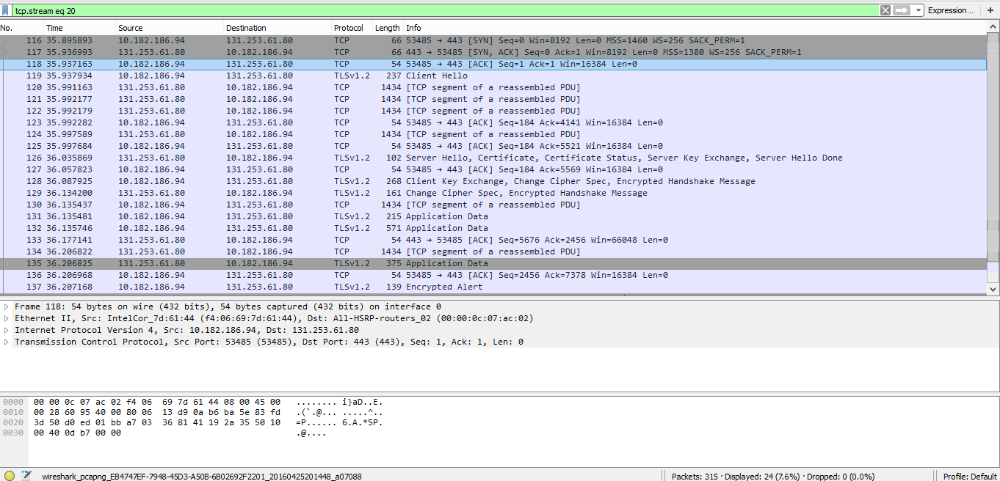 tcp.stream eq 20 Expression... +
No. Time Source Destination Protocol Length Info
116 35.895893 10.182.186.94 131.253.61.80 TCP 66 53485 → 443 [SYN] Seq=0 Win=8192 Len=0 MSS=1460 WS=256 SACK_PERM=1
117 35.936993 131.253.61.80 10.182.186.94 TCP 66 443 → 53485 [SYN, ACK] Seq=0 Ack=1 Win=8192 Len=0 MSS=1380 WS=256 SACK_PERM=1
118 35.937163 10.182.186.94 131.253.61.80 TCP 54 53485 → 443 [ACK] Seq=1 Ack=1 Win=16384 Len=0
119 35.937934 10.182.186.94 131.253.61.80 TLSv1.2 237 Client Hello
120 35.991163 131.253.61.80 10.182.186.94 TCP 1434 [TCP segment of a reassembled PDU]
121 35.992177 131.253.61.80 10.182.186.94 TCP 1434 [TCP segment of a reassembled PDU]
122 35.992179 131.253.61.80 10.182.186.94 TCP 1434 [TCP segment of a reassembled PDU]
123 35.992282 10.182.186.94 131.253.61.80 TCP 54 53485 → 443 [ACK] Seq=184 Ack=4141 Win=16384 Len=0
124 35.997589 131.253.61.80 10.182.186.94 TCP 1434 [TCP segment of a reassembled PDU]
125 35.997684 10.182.186.94 131.253.61.80 TCP 54 53485 → 443 [ACK] Seq=184 Ack=5521 Win=16384 Len=0
126 36.035869 131.253.61.80 10.182.186.94 TLSv1.2 102 Server Hello, Certificate, Certificate Status, Server Key Exchange, Server Hello Done
127 36.057823 10.182.186.94 131.253.61.80 TCP 54 53485 → 443 [ACK] Seq=184 Ack=5569 Win=16384 Len=0
128 36.087925 10.182.186.94 131.253.61.80 TLSv1.2 268 Client Key Exchange, Change Cipher Spec, Encrypted Handshake Message
129 36.134200 131.253.61.80 10.182.186.94 TLSv1.2 161 Change Cipher Spec, Encrypted Handshake Message
130 36.135437 10.182.186.94 131.253.61.80 TCP 1434 [TCP segment of a reassembled PDU]
131 36.135481 10.182.186.94 131.253.61.80 TLSv1.2 215 Application Data
132 36.135746 10.182.186.94 131.253.61.80 TLSv1.2 571 Application Data
133 36.177141 131.253.61.80 10.182.186.94 TCP 54 443 → 53485 [ACK] Seq=5676 Ack=2456 Win=66048 Len=0
134 36.206822 131.253.61.80 10.182.186.94 TCP 1434 [TCP segment of a reassembled PDU]
135 36.206825 131.253.61.80 10.182.186.94 TLSv1.2 375 Application Data
136 36.206968 10.182.186.94 131.253.61.80 TCP 54 53485 → 443 [ACK] Seq=2456 Ack=7378 Win=16384 Len=0
137 36.207168 10.182.186.94 131.253.61.80 TLSv1.2 139 Encrypted Alert
Frame 118: 54 bytes on wire (432 bits), 54 bytes captured (432 bits) on interface 0
Ethernet II, Src: IntelCor_7d:61:44 (f4:06:69:7d:61:44), Dst: All-HSRP-routers_02 (00:00:0c:07:ac:02)
Internet Protocol Version 4, Src: 10.182.186.94, Dst: 131.253.61.80
Transmission Control Protocol, Src Port: 53485 (53485), Dst Port: 443 (443), Seq: 1, Ack: 1, Len: 0
0000 00 00 0c 07 ac 02 f4 06 69 7d 61 44 08 00 45 00 ........ i}aD..E.
0010 00 28 60 95 40 00 80 06 13 d9 0a b6 ba 5e 83 fd .(`.@... .....^..
0020 3d 50 d0 ed 01 bb a7 03 36 81 41 19 2a 35 50 10 =P...... 6.A.*5P.
0030 00 40 0d b7 00 00 .@....
wireshark_pcapng_EB4747EF-7948-45D3-A50B-6B02692F2201_20160425201448_a07088 Packets: 315 · Displayed: 24 (7.6%) · Dropped: 0 (0.0%) Profile: Default